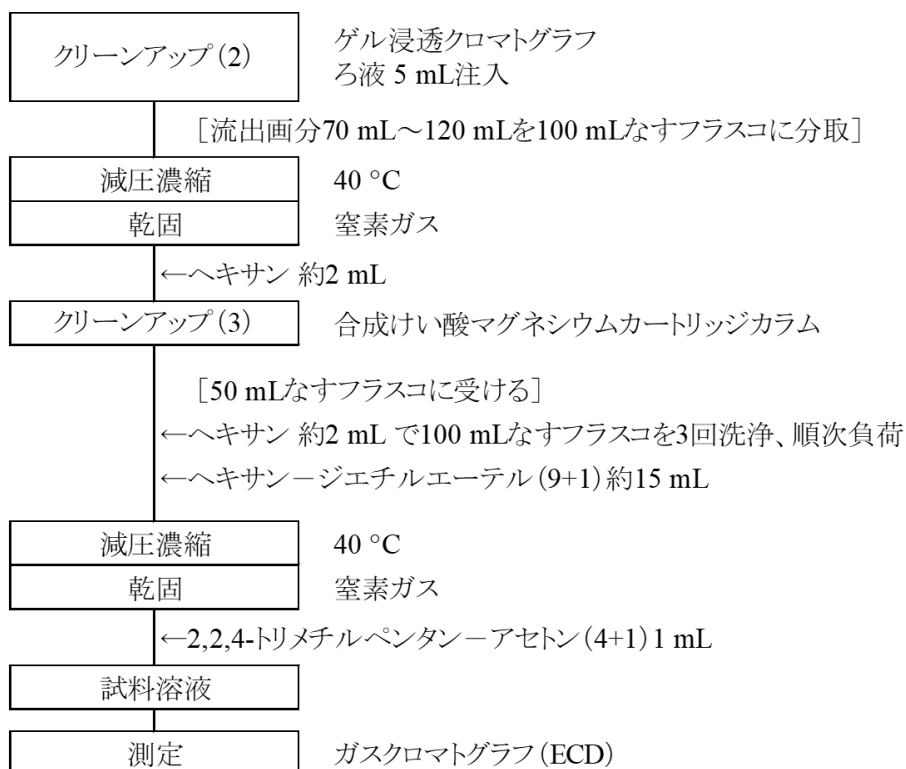 クリーンアップ(2) ゲル浸透クロマトグラフ
ろ液 5 mL注入
[流出画分70 mL～120 mLを100 mLなすフラスコに分取]
減圧濃縮 40 °C
乾固 窒素ガス
←ヘキサン 約2 mL
クリーンアップ(3) 合成けい酸マグネシウムカートリッジカラム
[50 mLなすフラスコに受ける]
←ヘキサン 約2 mL で100 mLなすフラスコを3回洗浄、順次負荷
←ヘキサン－ジエチルエーテル(9+1)約15 mL
減圧濃縮 40 °C
乾固 窒素ガス
←2,2,4-トリメチルペンタン－アセトン(4+1)1 mL
試料溶液
測定 ガスクロマトグラフ(ECD)